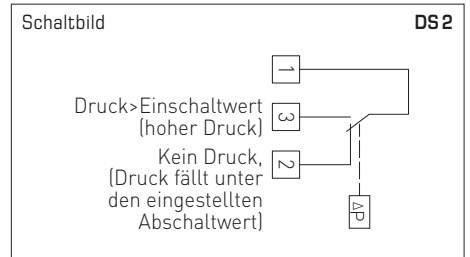 Schaltbild DS 2
1
Druck>Einschaltwert
(hoher Druck)
3
Kein Druck,
(Druck fällt unter
den eingestellten
Abschaltwert)
2
ΔP